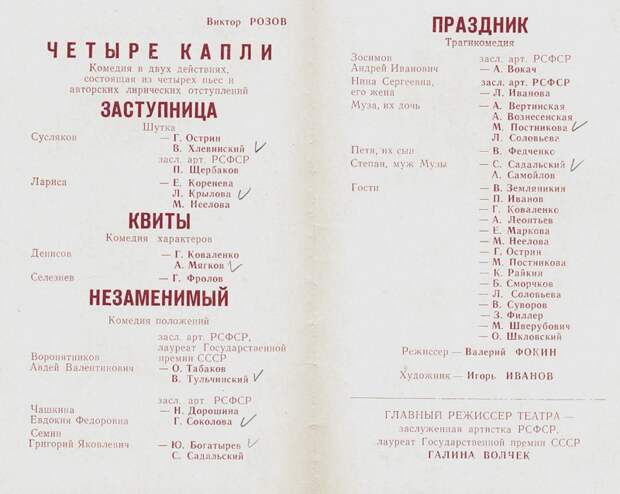 Виктор РОЗОВ
ЧЕТЫРЕ КАПЛИ
Комедия в двух действиях,
состоящая из четырех пьес и
авторских лирических отступлений
ЗАСТУПНИЦА
Шутка
Сусляков — Г. Острин
В. Хлевинский
засл. арт. РСФСР
П. Щербаков
Лариса — Е. Коренева
Л. Крылова
М. Неелова
КВИТЫ
Комедия характеров
Денисов — Г. Коваленко
А. Мягков
Селезнев — Г. Фролов
НЕЗАМЕНИМЫЙ
Комедия положений
засл. арт. РСФСР,
лауреат Государственной
Воронятников премии СССР
Авдей Валентинович — О. Табаков
В. Тульчинский
засл. арт. РСФСР
Чашкина — Н. Дорошина
Евдокия Федоровна Г. Соколова
Семин
Григорий Яковлевич — Ю. Богатырев
С. Садальский
ПРАЗДНИК
Трагикомедия
Зосимов засл. арт. РСФСР
Андрей Иванович — А. Вокач
Нина Сергеевна, засл. арт. РСФСР
его жена — Л. Иванова
Муза, их дочь — А. Вертинская
А. Вознесенская
М. Постникова
Л. Соловьева
Петя, их сын — В. Федченко
Степан, муж Музы — С. Садальский
А. Самойлов
Гости — В. Земляникин
— П. Иванов
— Г. Коваленко
— А. Леонтьев
— Е. Маркова
— М. Неелова
— Г. Острин
— М. Постникова
— К. Райкин
— Б. Сморчков
— Л. Соловьева
— В. Суворов
— З. Филлер
— М. Шверубович
— О. Шкловский
Режиссер — Валерий ФОКИН
Художник — Игорь ИВАНОВ
ГЛАВНЫЙ РЕЖИССЕР ТЕАТРА —
заслуженная артистка РСФСР,
лауреат Государственной премии СССР
ГАЛИНА ВОЛЧЕК